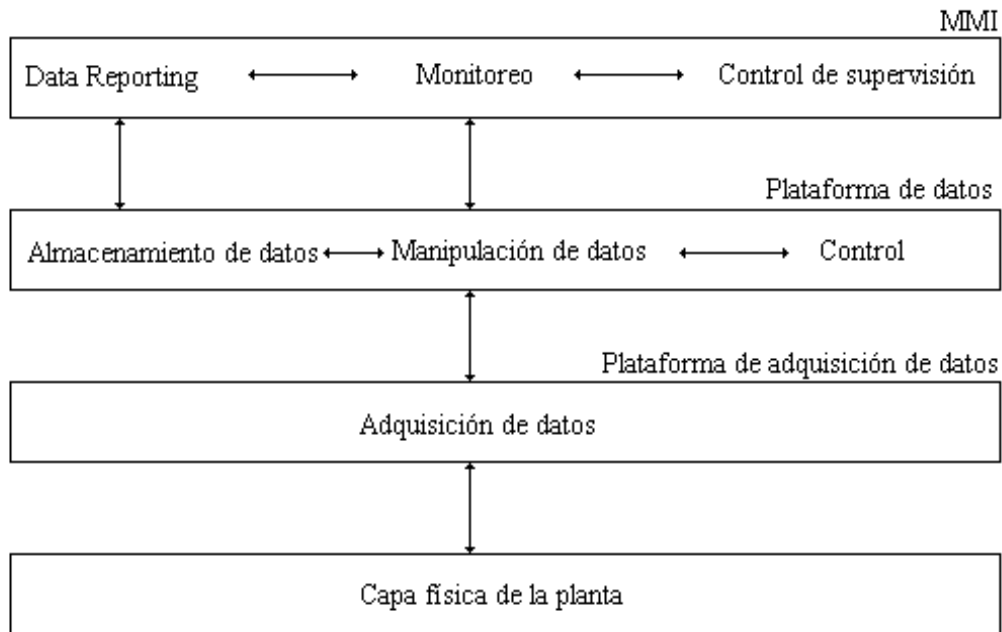 MMI
Data Reporting Monitoreo Control de supervisión
Plataforma de datos
Almacenamiento de datos Manipulación de datos Control
Plataforma de adquisición de datos
Adquisición de datos
Capa física de la planta